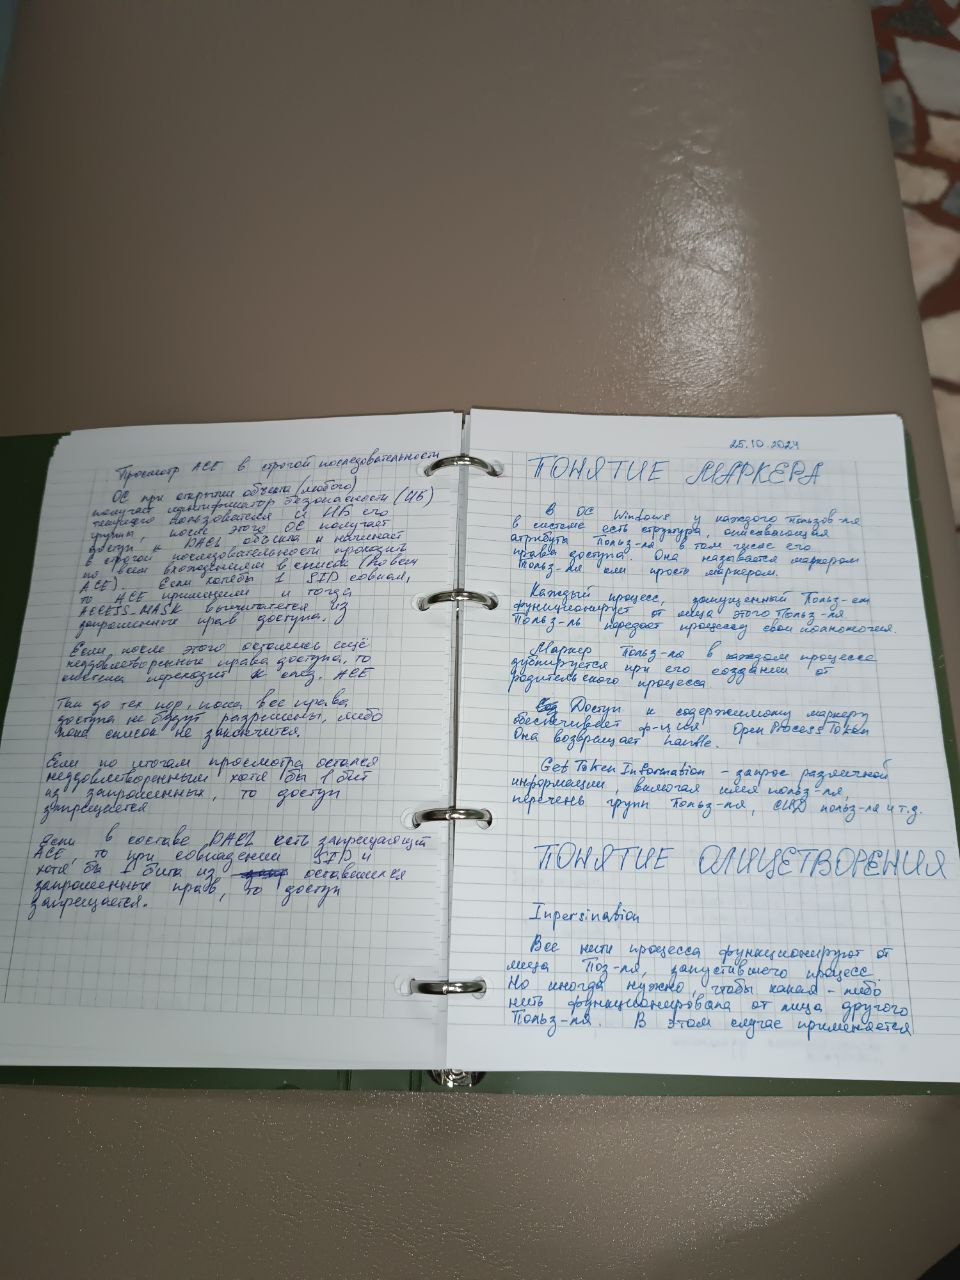 Просмотр ACE в строгой последовательности
ОС при открытии объекта (любого)
получает идентификатор безопасности (ИБ)
текущего пользователя и ИБ его
группы, после этого ОС получает
доступ к DACL объекта и начинает
в строгой последовательности проходить
по всем вхождениям в список (по всем
ACE). Если хотябы 1 SID совпал,
то ACE применяем и тогда
ACCESS-MASK вычитается из
запрошенных прав доступа.
Если, после этого остались ещё
неудовлетворенные права доступа, то
система переходит к след. ACE
Так до тех пор, пока все права
доступа не будут разрешены, либо
пока список не закончится.
Если по итогам просмотра остался
неудовлетворенным хотя бы 1 бит
из запрошенных, то доступ
запрещается
Если в составе DACL есть запрещающий
ACE, то при совпадении SID и
хотя бы 1 бита из оставшихся
запрошенных прав, то доступ
запрещается.
25.10.2024
ПОНЯТИЕ МАРКЕРА
В ОС Windows у каждого пользов-ля
в системе есть структура, описывающая
атрибуты польз-ля в том числе его
права доступа. Она называется маркером
польз-ля или прость маркером.
Каждый процесс, запущенный польз-ем
функционирует от лица этого польз-ля
Польз-ль передает процессу свои полномочия.
Маркер польз-ля в каждом процессе
дублируется при его создании от
родительского процесса
Доступ к содержимому маркеру
обеспечивает ф-ция Open Process Token
Она возвращает handle.
Get Token Information - запрос различной
информации, включая имя польз-ля,
перечень групп польз-ля, СИД польз-ля и т.д.
ПОНЯТИЕ ОЛИЦЕТВОРЕНИЯ
Inpersination
Все нити процесса функционируют от
лица поз-ля, запустившего процесс
Но иногда нужно, чтобы какая-либо
нить функционировала от лица другого
польз-ля. В этом случае применяется